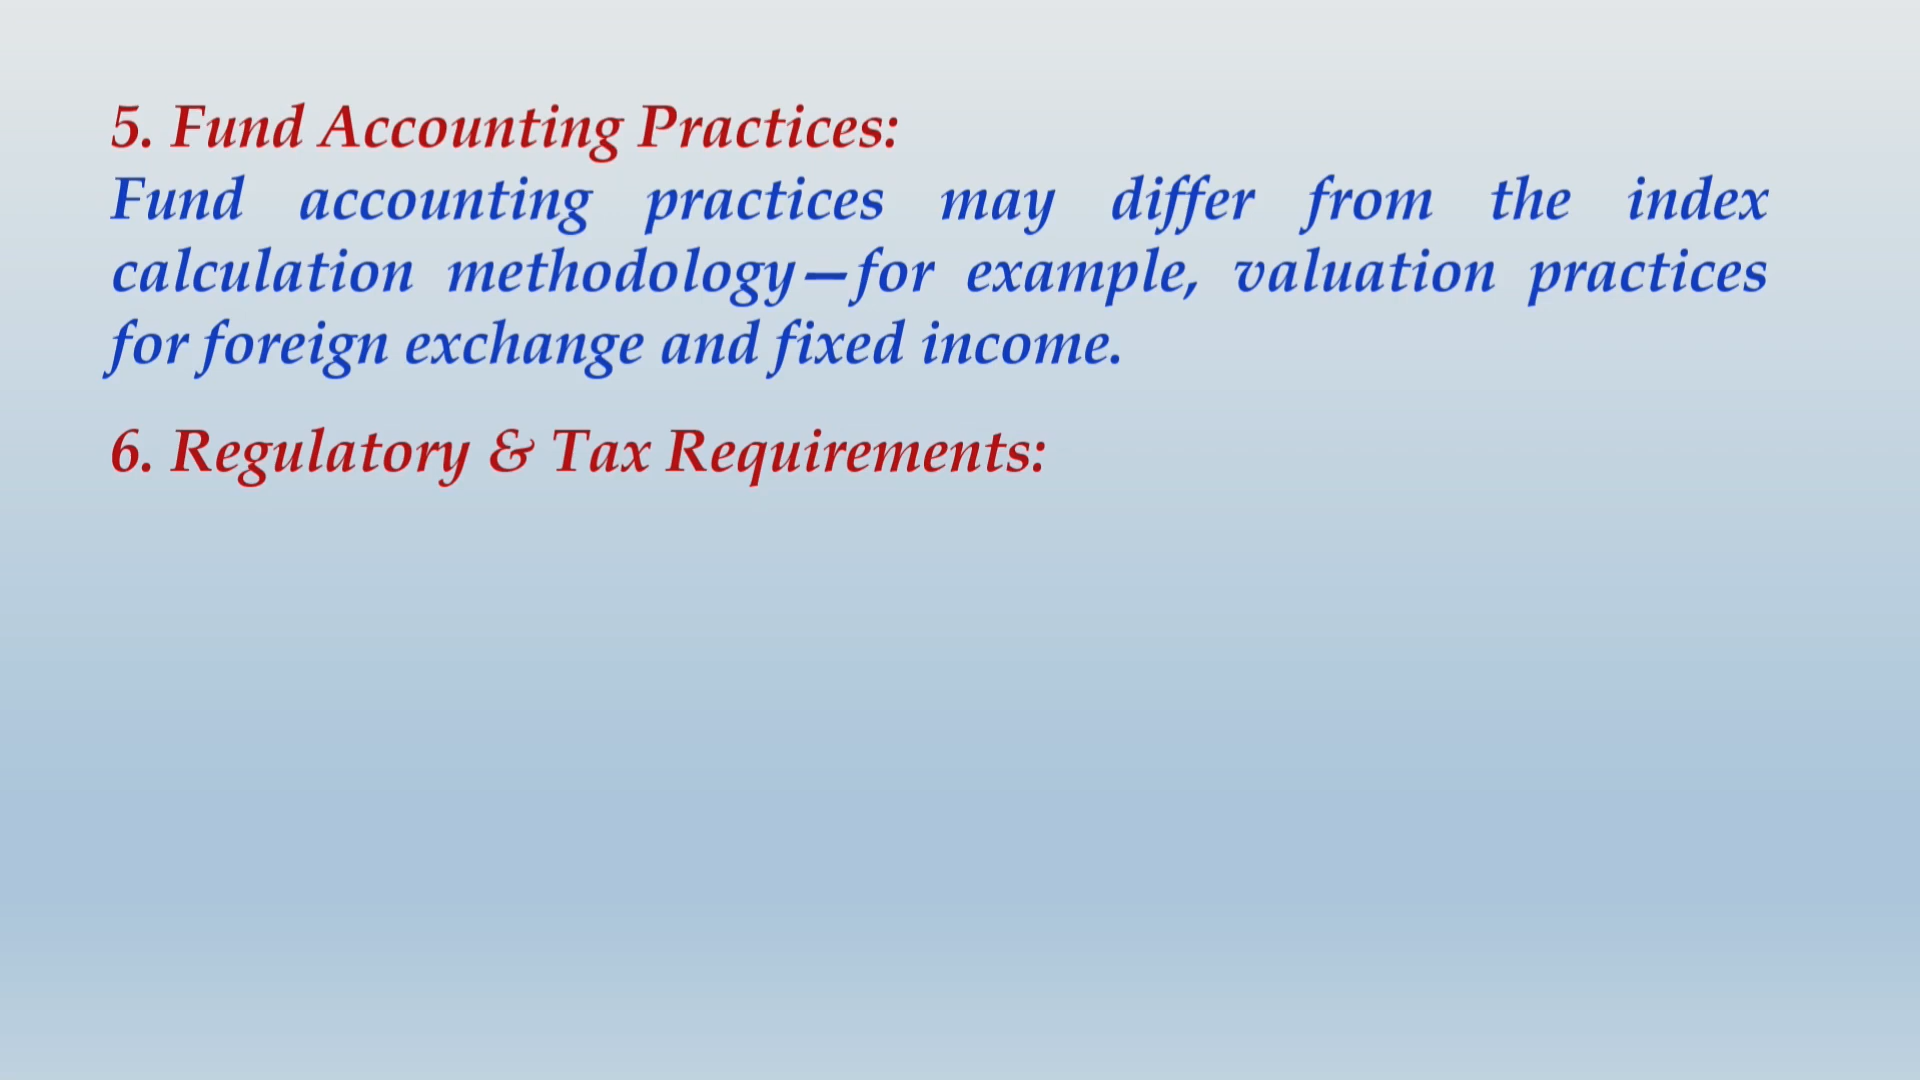 5. Fund Accounting Practices:
Fund accounting practices may differ from the index
calculation methodology—for example, valuation practices
for foreign exchange and fixed income.
6. Regulatory & Tax Requirements: